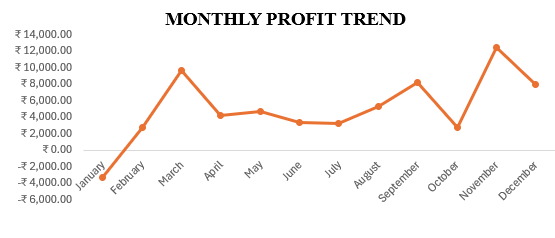 MONTHLY PROFIT TREND
₹ 14,000.00
₹ 12,000.00
₹ 10,000.00
₹ 8,000.00
₹ 6,000.00
₹ 4,000.00
₹ 2,000.00
₹ 0.00
-₹ 2,000.00
-₹ 4,000.00
-₹ 6,000.00
January
February
March
April
May
June
July
August
September
October
November
December